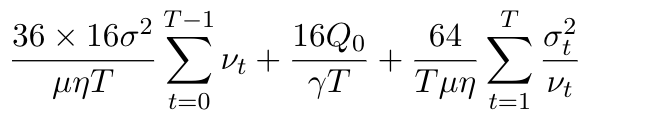 \frac{36 \times 16\sigma^2}{\mu\eta T} \sum_{t=0}^{T-1} \nu_t + \frac{16Q_0}{\gamma T} + \frac{64}{T\mu\eta} \sum_{t=1}^{T} \frac{\sigma_t^2}{\nu_t}